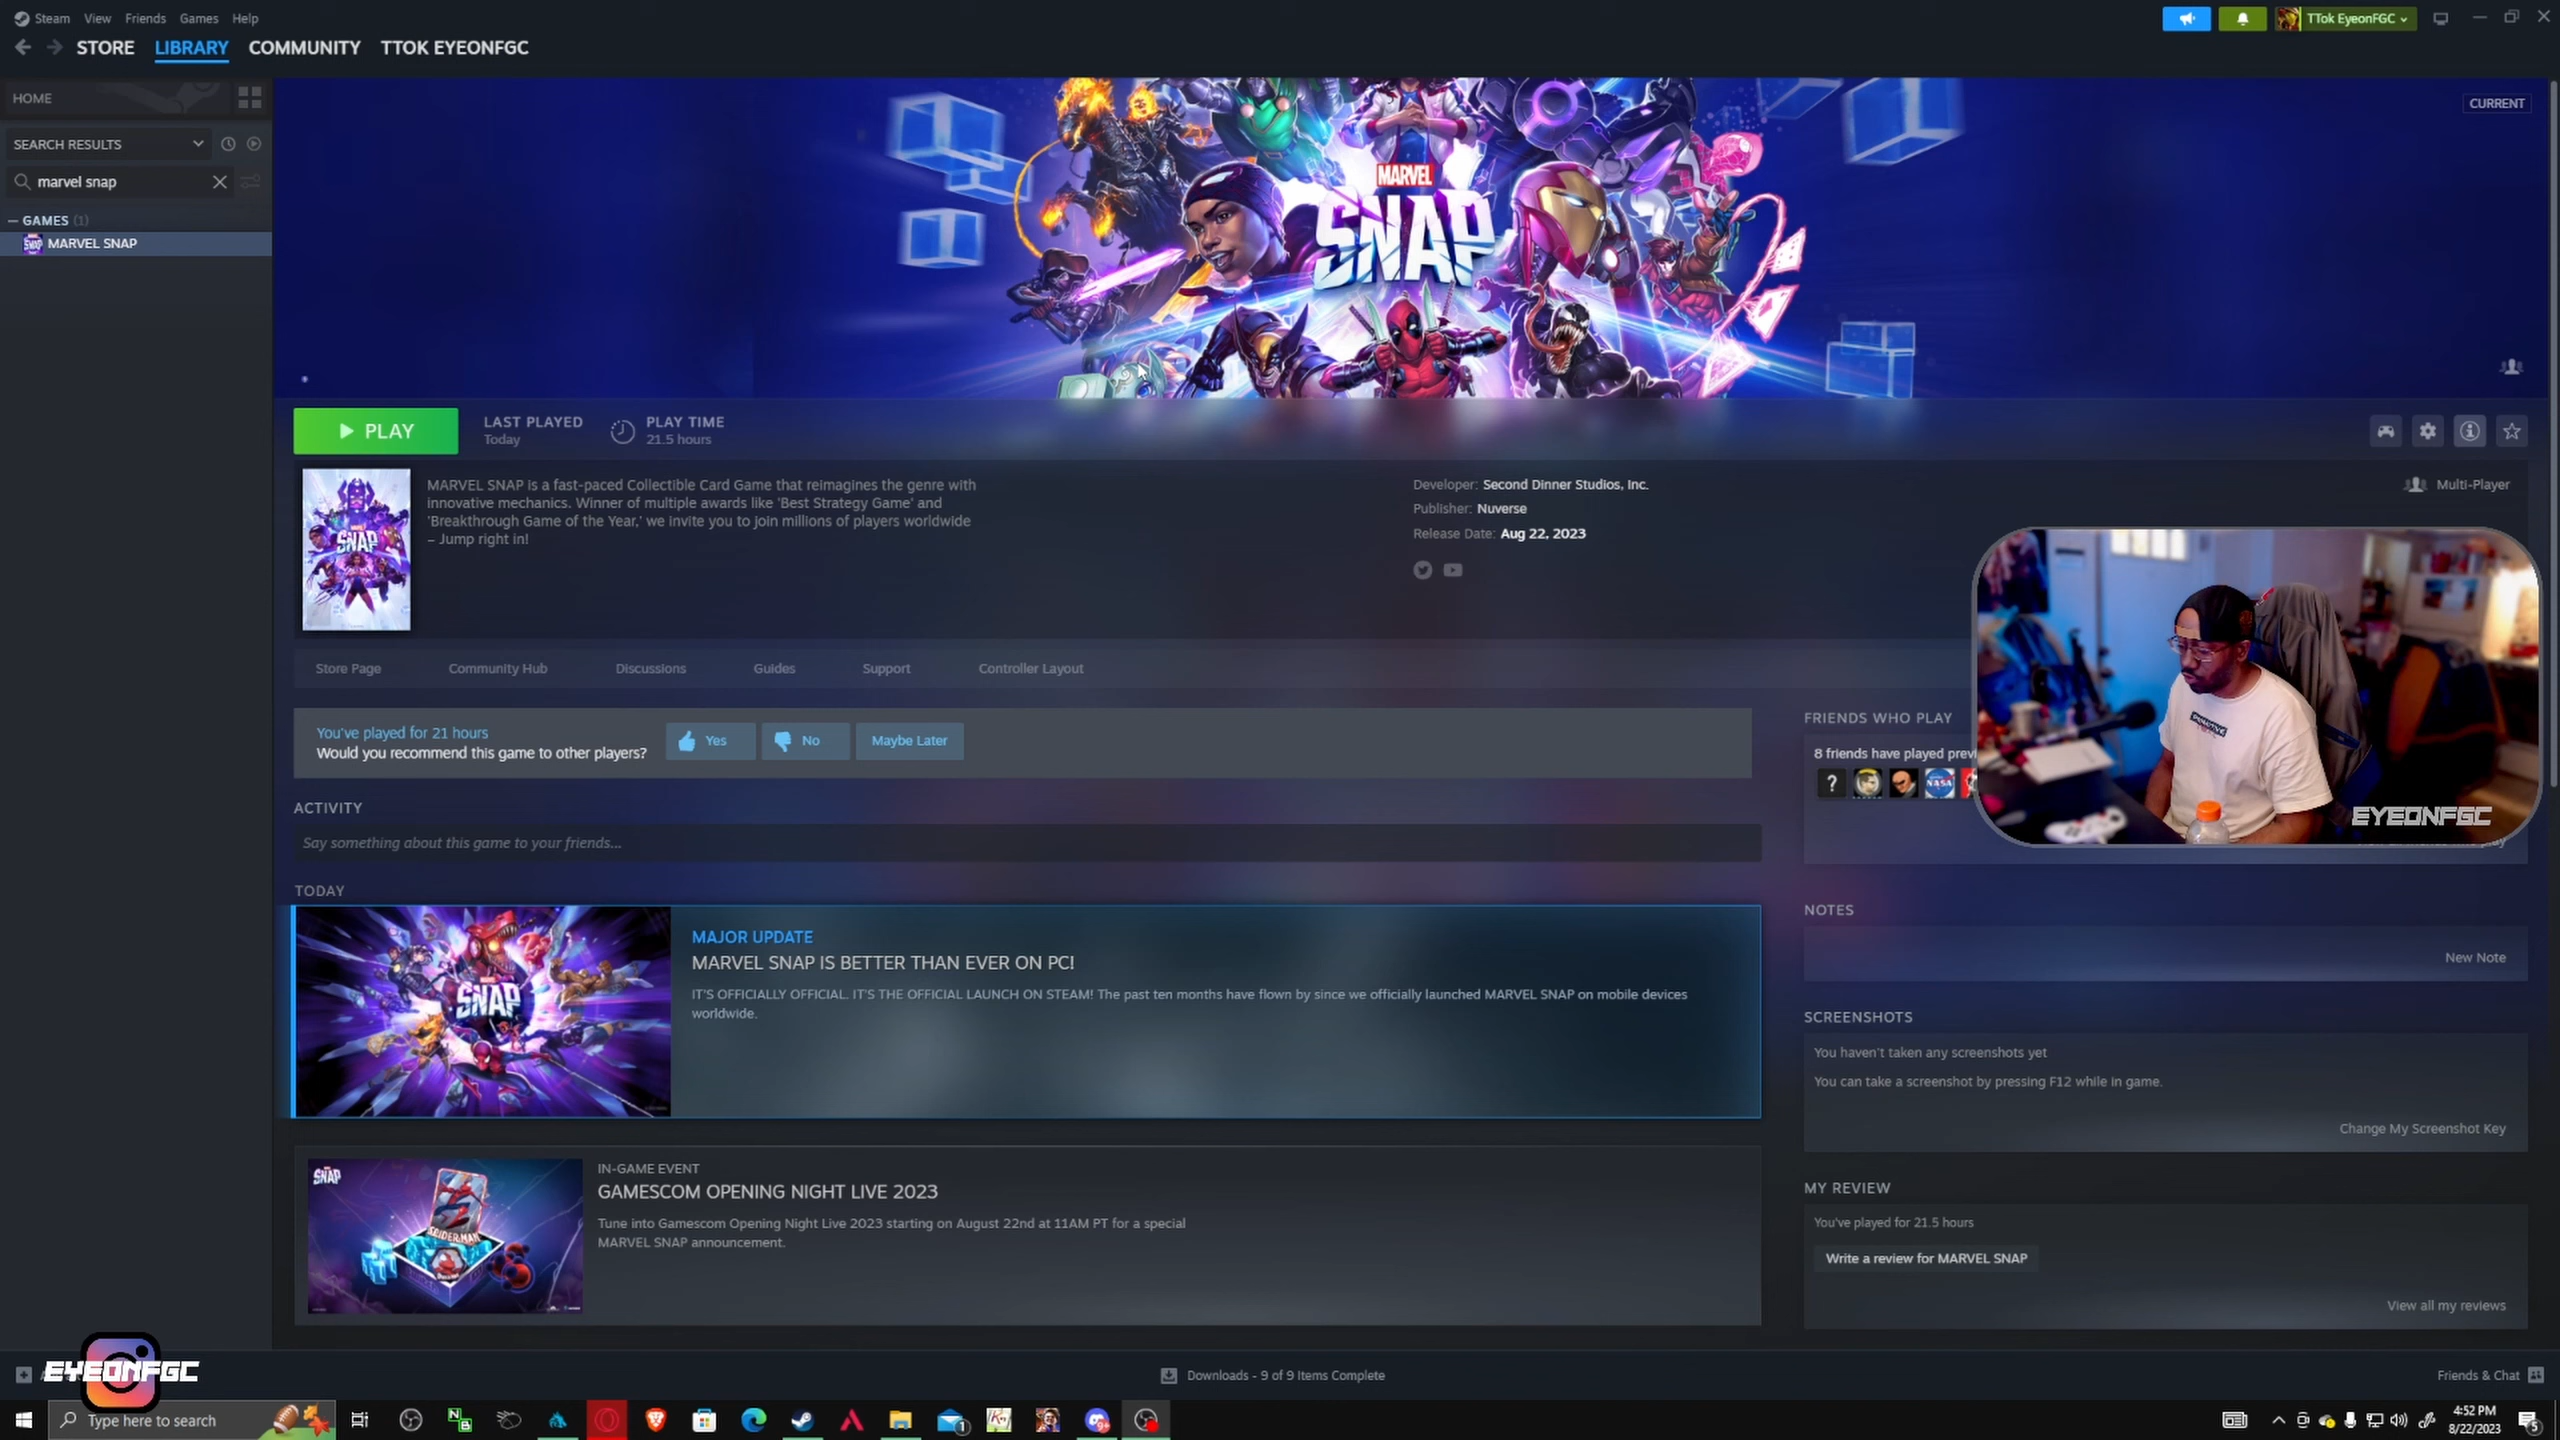 Steam View Friends Games Help
TTok EyeonFGC
STORE LIBRARY COMMUNITY TTOK EYEONFGC
HOME
SEARCH RESULTS
marvel snap
GAMES (1)
MARVEL SNAP
CURRENT
MARVEL
SNAP
PLAY
LAST PLAYED
Today
PLAY TIME
21.5 hours
SNAP
MARVEL SNAP is a fast-paced Collectible Card Game that reimagines the genre with
innovative mechanics. Winner of multiple awards like 'Best Strategy Game' and
'Breakthrough Game of the Year,' we invite you to join millions of players worldwide
– Jump right in!
Developer: Second Dinner Studios, Inc.
Publisher: Nuverse
Release Date: Aug 22, 2023
Multi-Player
Store Page Community Hub Discussions Guides Support Controller Layout
You've played for 21 hours
Would you recommend this game to other players?
Yes No Maybe Later
FRIENDS WHO PLAY
8 friends have played previ
? NASA
EYEONFGC
ACTIVITY
Say something about this game to your friends...
TODAY
SNAP
MAJOR UPDATE
MARVEL SNAP IS BETTER THAN EVER ON PC!
IT'S OFFICIALLY OFFICIAL. IT'S THE OFFICIAL LAUNCH ON STEAM! The past ten months have flown by since we officially launched MARVEL SNAP on mobile devices
worldwide.
NOTES
New Note
SCREENSHOTS
You haven't taken any screenshots yet
You can take a screenshot by pressing F12 while in game.
Change My Screenshot Key
SNAP
SPIDER-MAN
IN-GAME EVENT
GAMESCOM OPENING NIGHT LIVE 2023
Tune into Gamescom Opening Night Live 2023 starting on August 22nd at 11AM PT for a special
MARVEL SNAP announcement.
MY REVIEW
You've played for 21.5 hours
Write a review for MARVEL SNAP
View all my reviews
EYEONFGC
Downloads - 9 of 9 Items Complete
Friends & Chat
Type here to search
4:52 PM
8/22/2023